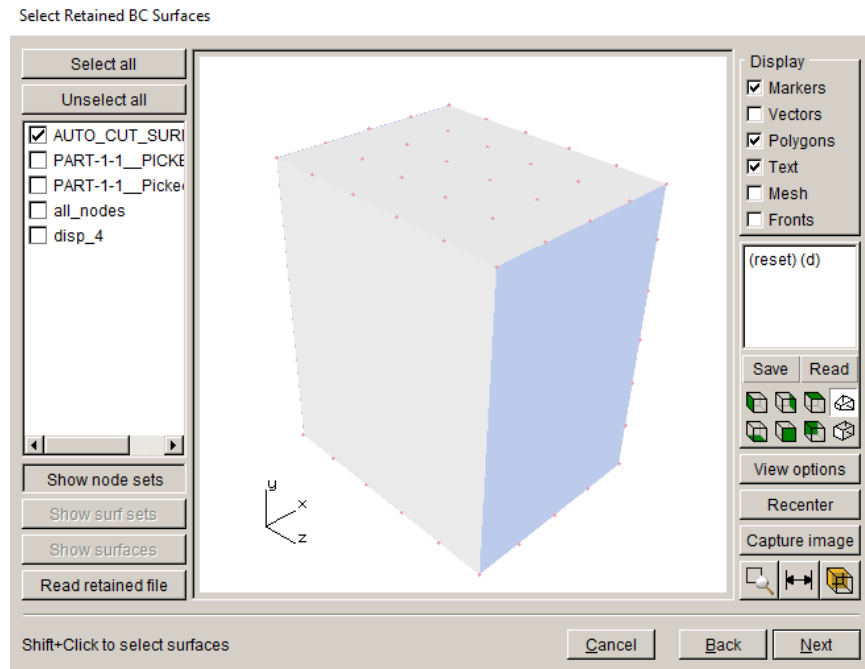 Select Retained BC Surfaces
Select all
Unselect all
AUTO_CUT_SURI
PART-1-1__PICKE
PART-1-1__Picked
all_nodes
disp_4
Show node sets
Show surf sets
Show surfaces
Read retained file
y
x
z
Display
Markers
Vectors
Polygons
Text
Mesh
Fronts
(reset) (d)
Save Read
View options
Recenter
Capture image
Shift+Click to select surfaces
Cancel Back Next